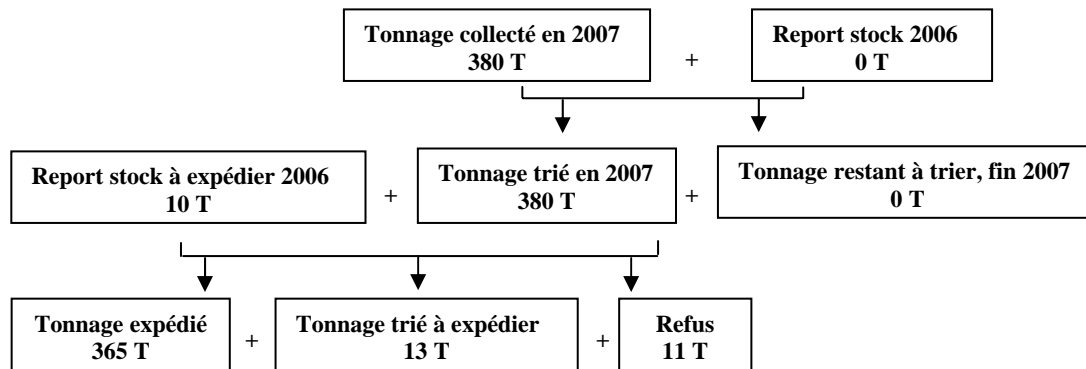 Tonnage collecté en 2007
380 T
+
Report stock 2006
0 T
Report stock à expédier 2006
10 T
+
Tonnage trié en 2007
380 T
+
Tonnage restant à trier, fin 2007
0 T
Tonnage expédié
365 T
+
Tonnage trié à expédier
13 T
+
Refus
11 T